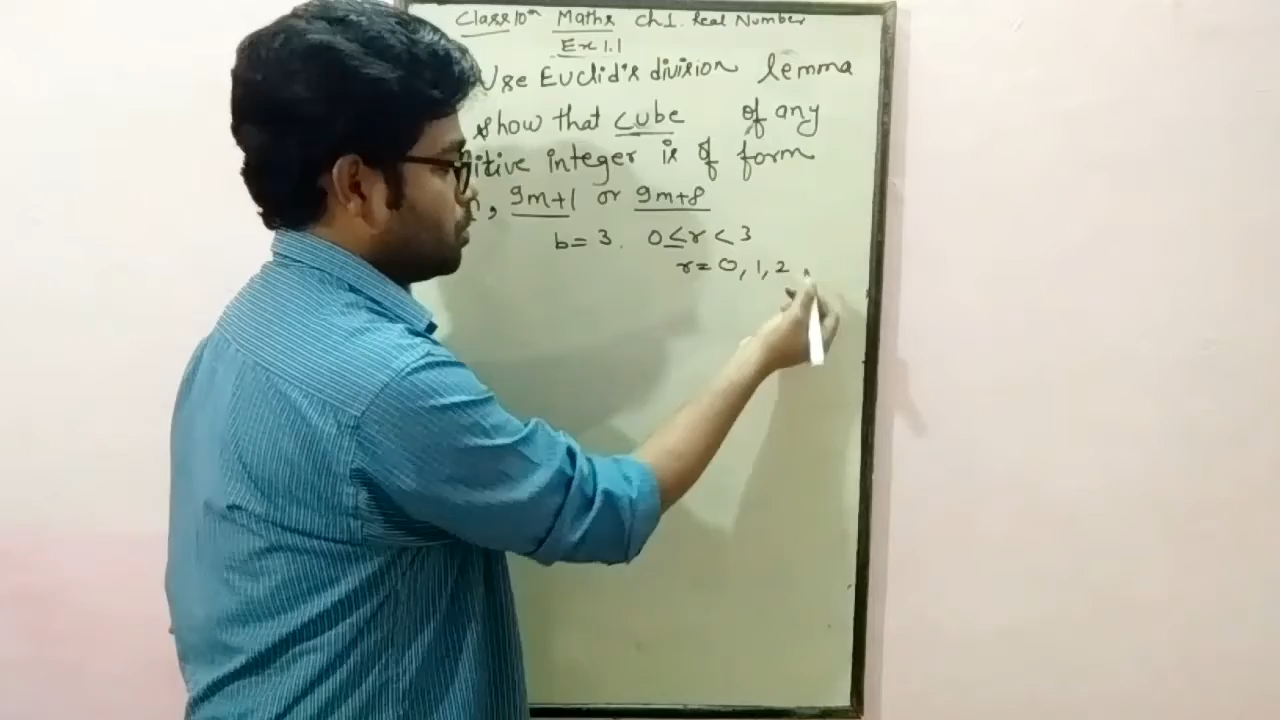 Class 10th Maths Ch 1. Real Number
Ex 1.1
Use Euclid's division lemma
show that cube of any
itive integer is of form
, 9m+1 or 9m+8
b = 3. 0 ≤ r < 3
r = 0, 1, 2